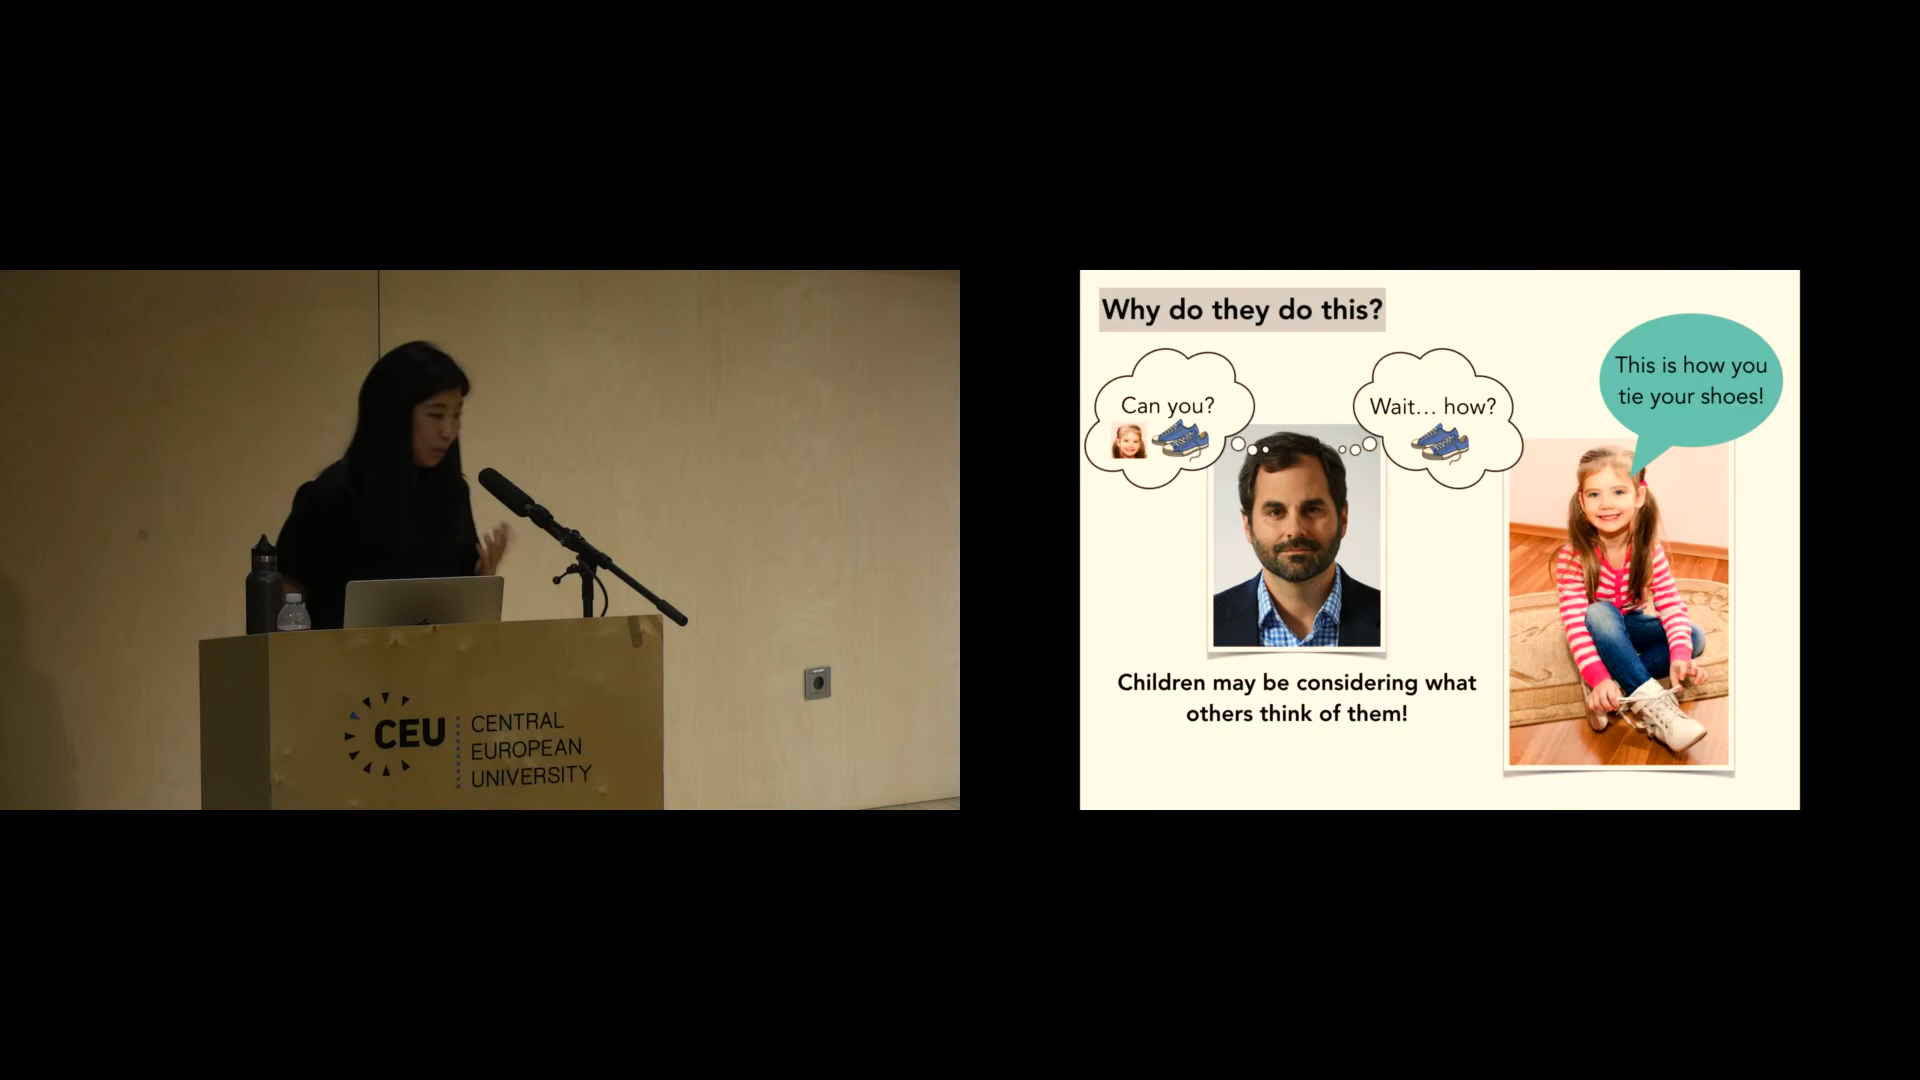 CEU
CENTRAL
EUROPEAN
UNIVERSITY
Why do they do this?
Can you?
Wait... how?
This is how you
tie your shoes!
Children may be considering what
others think of them!